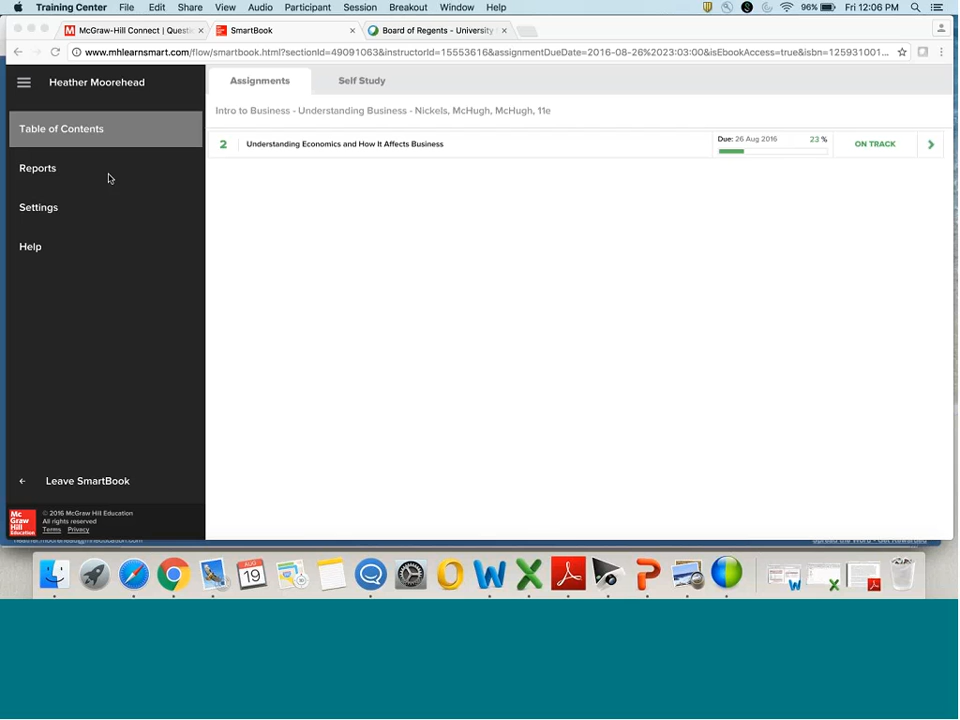 Training Center File Edit Share View Audio Participant Session Breakout Window Help 96% Fri 12:06 PM
McGraw-Hill Connect | Questi SmartBook Board of Regents - University
www.mhlearnsmart.com/flow/smartbook.html?sectionId=49091063&instructorId=15553616&assignmentDueDate=2016-08-26%2023:03:00&isEbookAccess=true&isbn=125931001...
Heather Moorehead
Assignments Self Study
Intro to Business - Understanding Business - Nickels, McHugh, McHugh, 11e
Table of Contents
2 Understanding Economics and How It Affects Business Due: 26 Aug 2016 23 % ON TRACK
Reports
Settings
Help
Leave SmartBook
Mc Graw Hill Education
© 2016 McGraw Hill Education
All rights reserved
Terms Privacy
Spread the Word - Get Rewarded
AUG
19